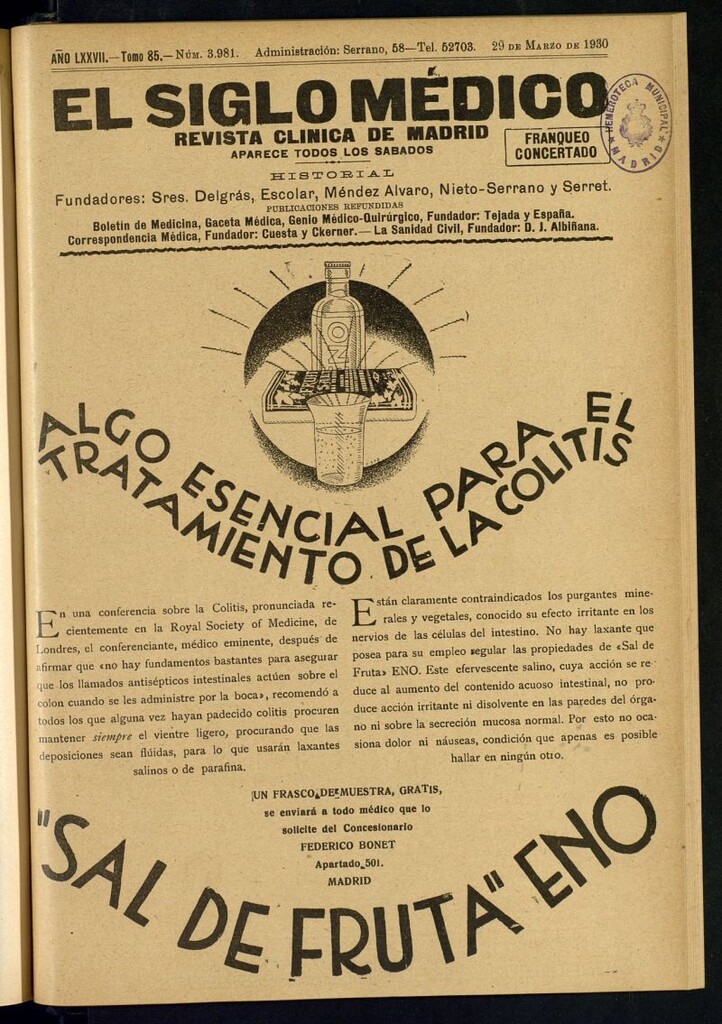 AÑO LXXVII.—Tomo 85.—Núm. 3.981. Administración: Serrano, 58—Tel. 52703. 29 de Marzo de 1930
EL SIGLO MÉDICO
REVISTA CLINICA DE MADRID
APARECE TODOS LOS SABADOS
FRANQUEO
CONCERTADO
HEMEROTECA MUNICIPAL
MADRID
HISTORIAL
Fundadores: Sres. Delgrás, Escolar, Méndez Alvaro, Nieto-Serrano y Serret.
PUBLICACIONES REFUNDIDAS
Boletín de Medicina, Gaceta Médica, Genio Médico-Quirúrgico, Fundador: Tejada y España.
Correspondencia Médica, Fundador: Cuesta y Ckerner.— La Sanidad Civil, Fundador: D. J. Albiñana.
ENO
ALGO ESENCIAL PARA EL
TRATAMIENTO DE LA COLITIS
En una conferencia sobre la Colitis, pronunciada re-
cientemente en la Royal Society of Medicine, de
Londres, el conferenciante, médico eminente, después de
afirmar que «no hay fundamentos bastantes para asegurar
que los llamados antisépticos intestinales actúen sobre el
colon cuando se les administre por la boca», recomendó a
todos los que alguna vez hayan padecido colitis procuren
mantener siempre el vientre ligero, procurando que las
deposiciones sean flúidas, para lo que usarán laxantes
salinos o de parafina.
Están claramente contraindicados los purgantes mine-
rales y vegetales, conocido su efecto irritante en los
nervios de las células del intestino. No hay laxante que
posea para su empleo regular las propiedades de «Sal de
Fruta» ENO. Este efervescente salino, cuya acción se re-
duce al aumento del contenido acuoso intestinal, no pro-
duce acción irritante ni disolvente en las paredes del órga-
no ni sobre la secreción mucosa normal. Por esto no oca-
siona dolor ni náuseas, condición que apenas es posible
hallar en ningún otro.
UN FRASCO DE MUESTRA, GRATIS,
se enviará a todo médico que lo
solicite del Concesionario
FEDERICO BONET
Apartado 501.
MADRID
"SAL DE FRUTA" ENO